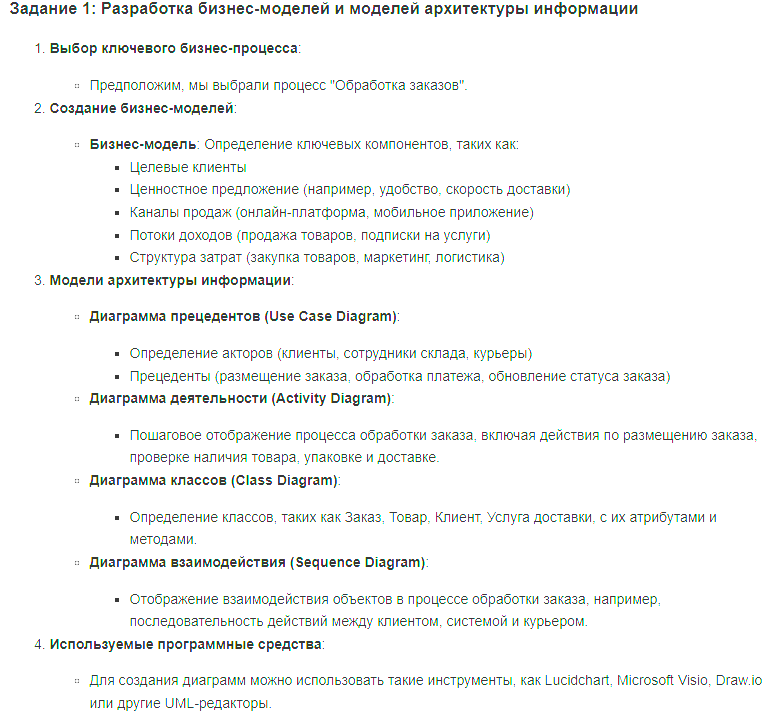 Задание 1: Разработка бизнес-моделей и моделей архитектуры информации
1. Выбор ключевого бизнес-процесса:
Предположим, мы выбрали процесс "Обработка заказов".
2. Создание бизнес-моделей:
Бизнес-модель: Определение ключевых компонентов, таких как:
Целевые клиенты
Ценностное предложение (например, удобство, скорость доставки)
Каналы продаж (онлайн-платформа, мобильное приложение)
Потоки доходов (продажа товаров, подписки на услуги)
Структура затрат (закупка товаров, маркетинг, логистика)
3. Модели архитектуры информации:
Диаграмма прецедентов (Use Case Diagram):
Определение акторов (клиенты, сотрудники склада, курьеры)
Прецеденты (размещение заказа, обработка платежа, обновление статуса заказа)
Диаграмма деятельности (Activity Diagram):
Пошаговое отображение процесса обработки заказа, включая действия по размещению заказа,
проверке наличия товара, упаковке и доставке.
Диаграмма классов (Class Diagram):
Определение классов, таких как Заказ, Товар, Клиент, Услуга доставки, с их атрибутами и
методами.
Диаграмма взаимодействия (Sequence Diagram):
Отображение взаимодействия объектов в процессе обработки заказа, например,
последовательность действий между клиентом, системой и курьером.
4. Используемые программные средства:
Для создания диаграмм можно использовать такие инструменты, как Lucidchart, Microsoft Visio, Draw.io
или другие UML-редакторы.